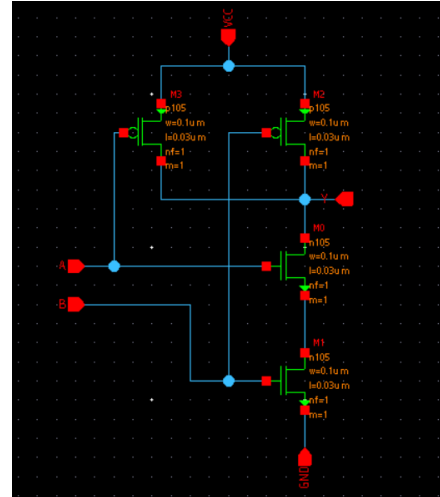 VCC
M3
p105
w=0.1um
l=0.03um
nf=1
m=1
M2
p105
w=0.1um
l=0.03um
nf=1
m=1
Y
M0
n105
w=0.1um
l=0.03um
nf=1
m=1
A
B
M1
n105
w=0.1um
l=0.03um
nf=1
m=1
GND